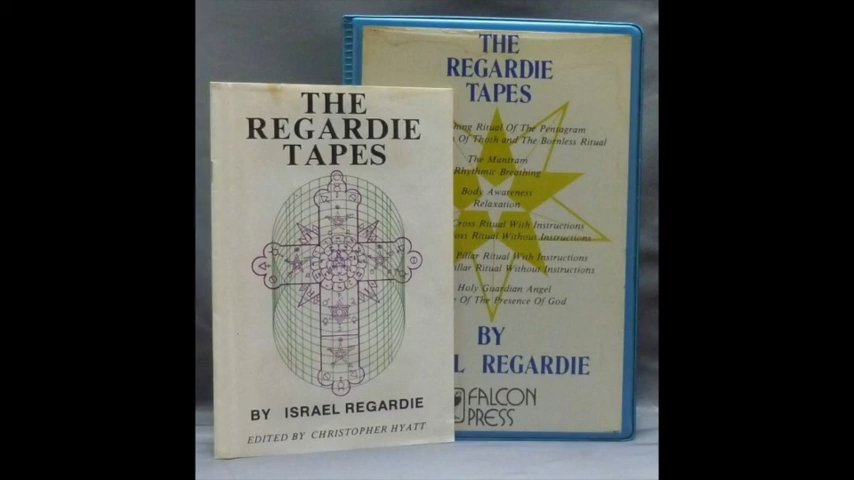 THE
REGARDIE
TAPES
BY ISRAEL REGARDIE
EDITED BY CHRISTOPHER HYATT
THE
REGARDIE
TAPES
Ritual Of The Pentagram
Of Thoth and The Bornless Ritual
The Mantram
Rhythmic Breathing
Body Awareness
Relaxation
Cross Ritual With Instructions
Ritual Without Instructions
Pillar Ritual With Instructions
Ritual Without Instructions
Holy Guardian Angel
Of The Presence Of God
BY
REGARDIE
FALCON
PRESS